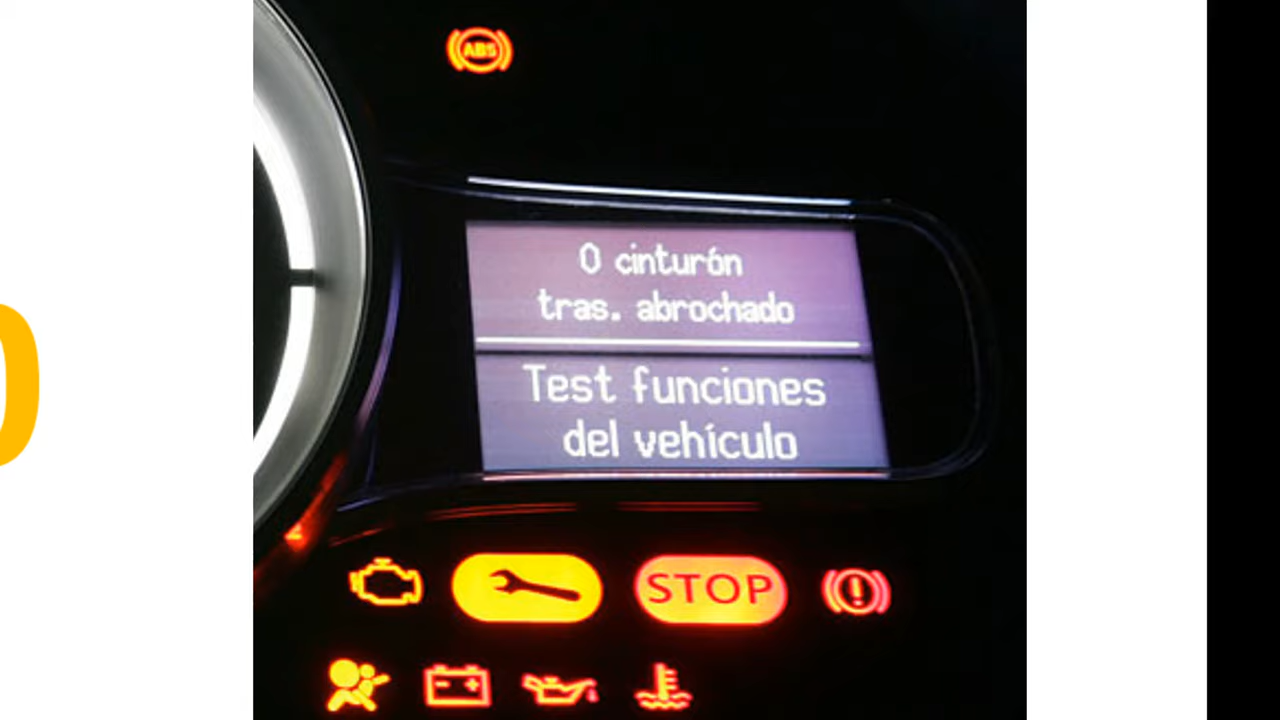 ABS
0 cinturón
tras. abrochado
Test funciones
del vehículo
STOP